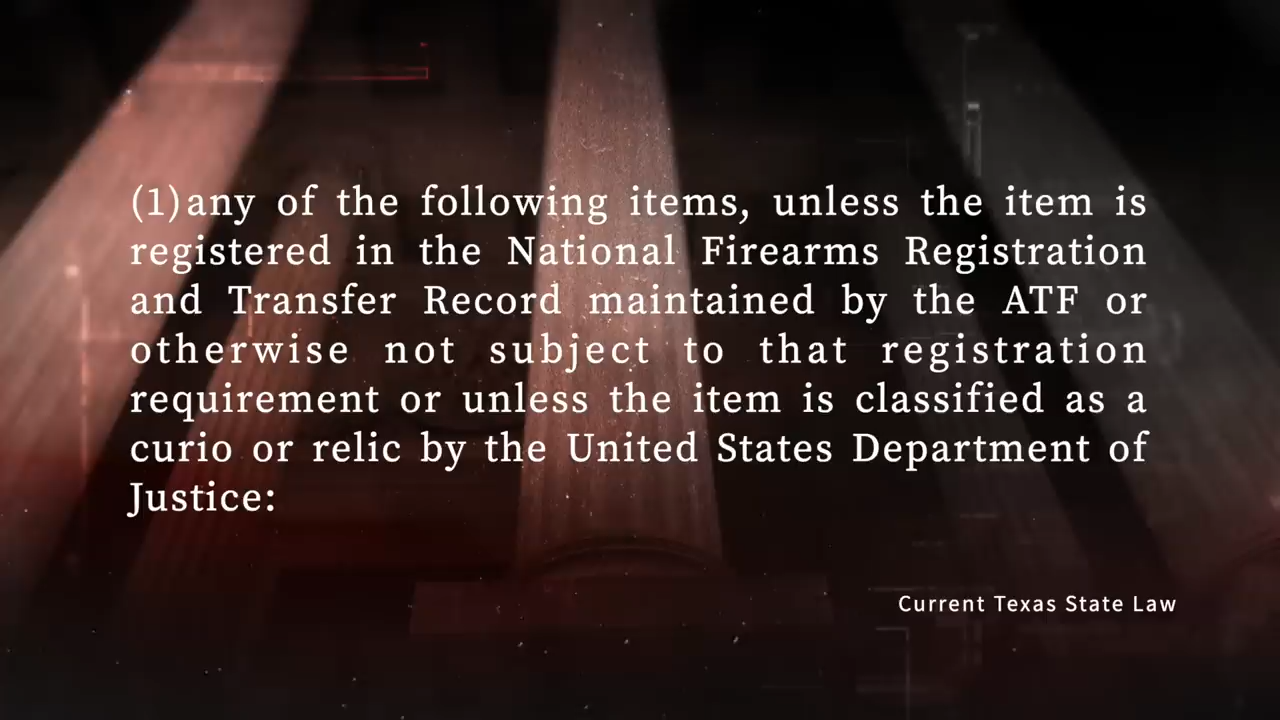 (1)any of the following items, unless the item is
registered in the National Firearms Registration
and Transfer Record maintained by the ATF or
otherwise not subject to that registration
requirement or unless the item is classified as a
curio or relic by the United States Department of
Justice:
Current Texas State Law